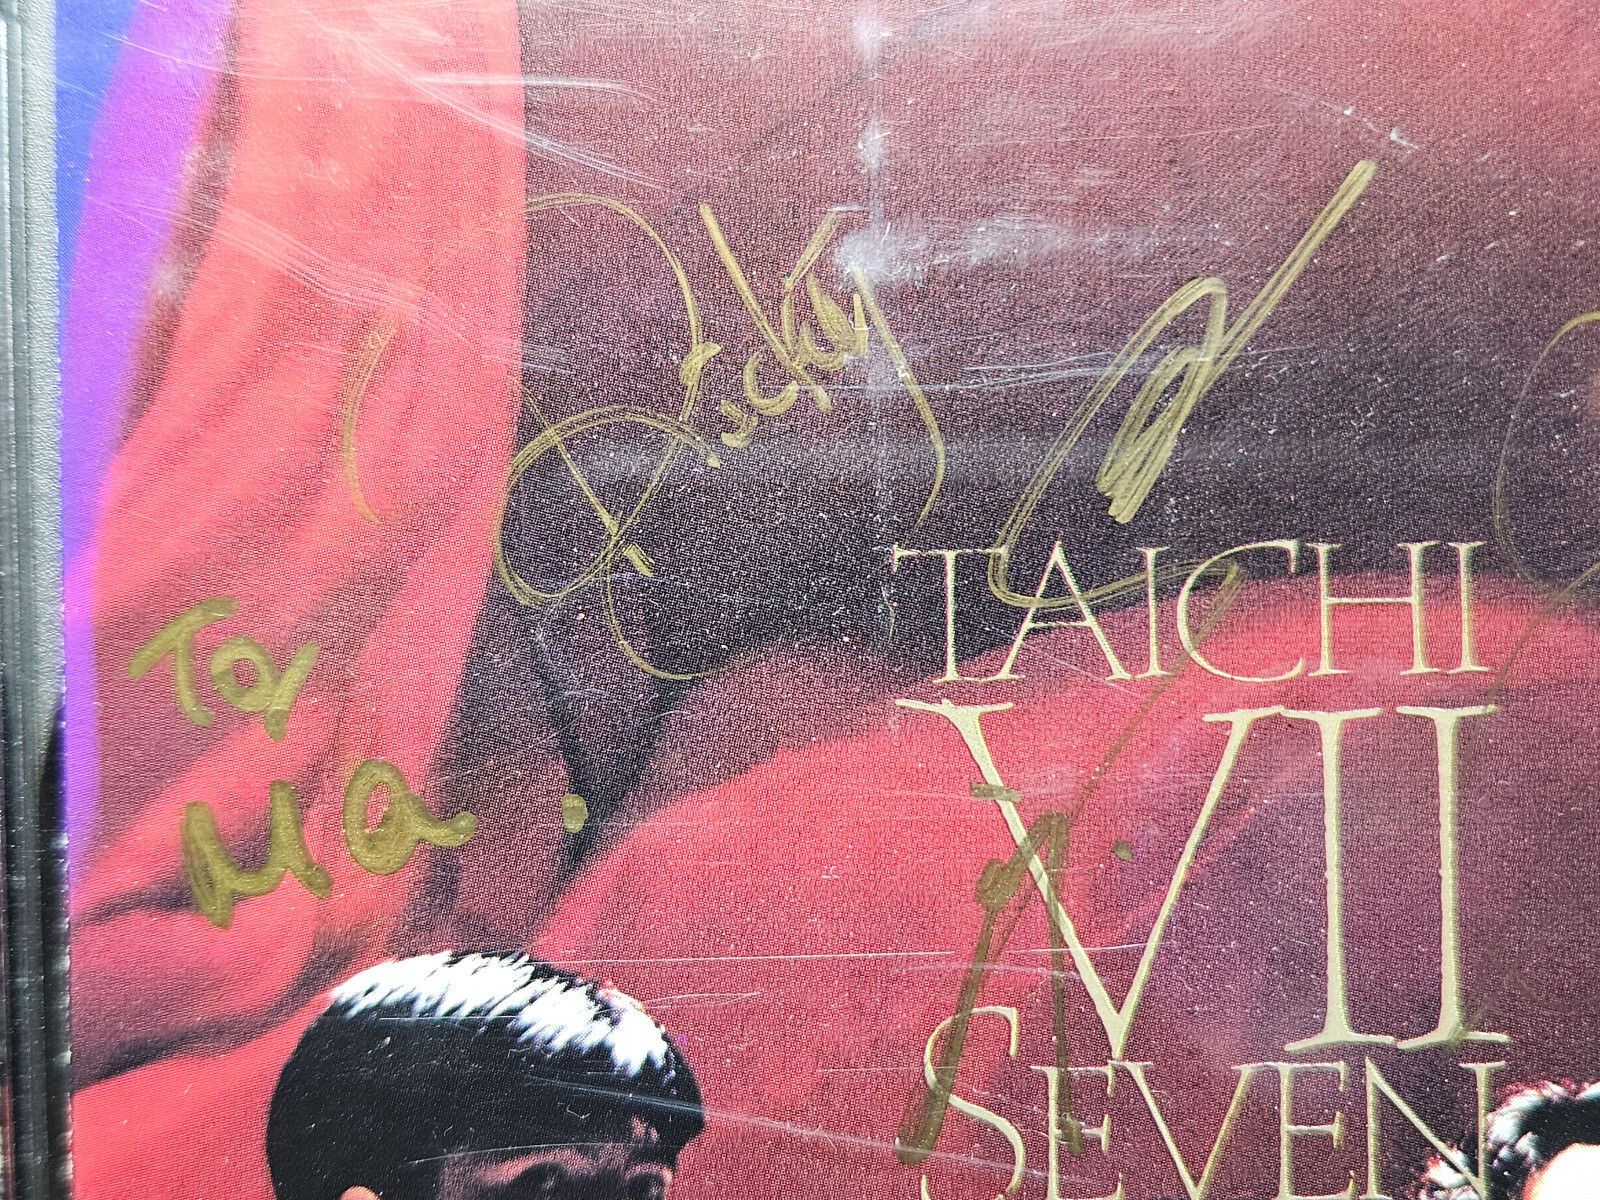 Ricky
To
Ma.
TAICHI
VII
SEVEN